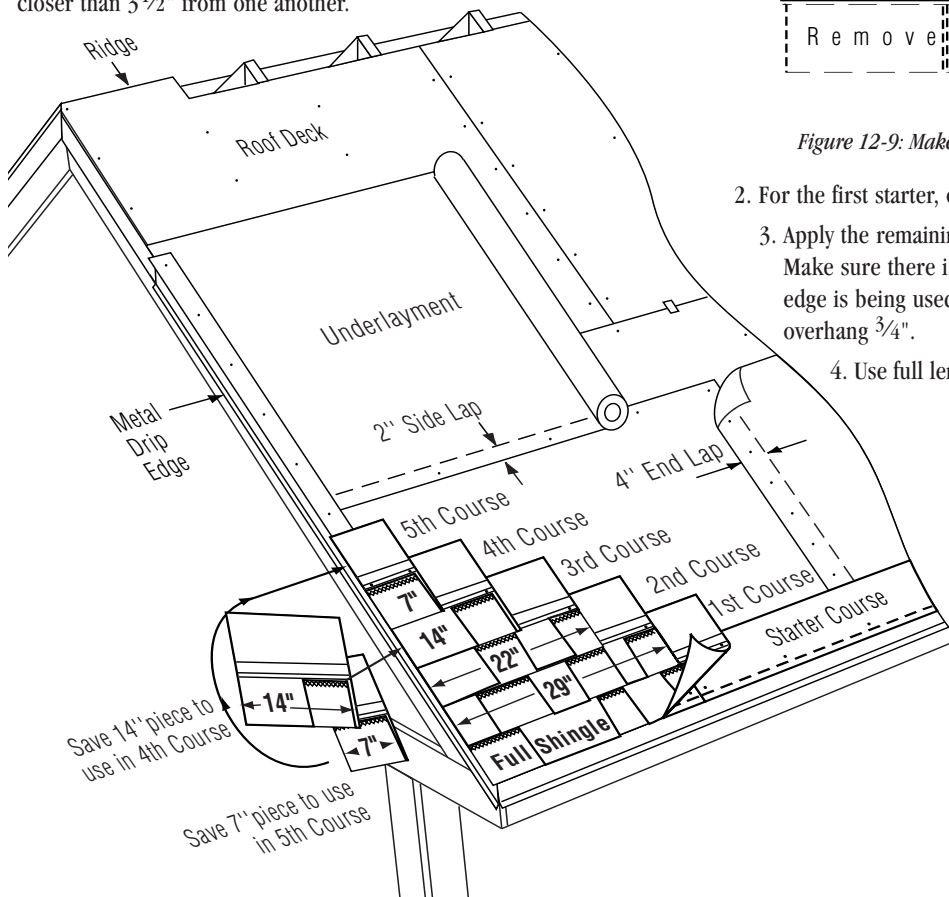 closer than 3 1⁄2" from one another.
Remove
Figure 12-9: Make
2. For the first starter,
3. Apply the remainin
Make sure there i
edge is being used
overhang 3⁄4".
4. Use full le
Ridge
Roof Deck
Underlayment
Metal
Drip
Edge
2" Side Lap
4" End Lap
5th Course
4th Course
3rd Course
2nd Course
1st Course
Starter Course
7"
14"
22"
29"
Full Shingle
14"
7"
Save 14" piece to
use in 4th Course
Save 7" piece to use
in 5th Course